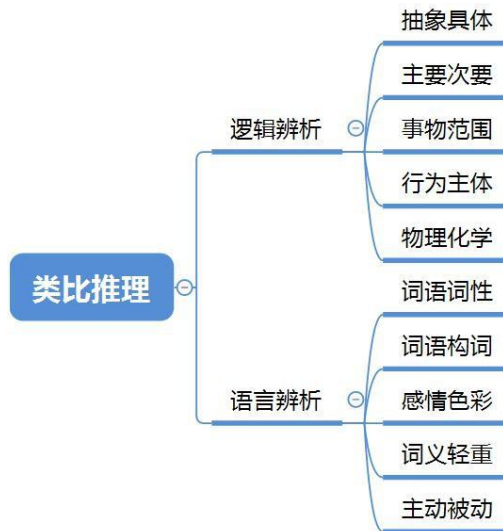 类比推理
逻辑辨析
抽象具体
主要次要
事物范围
行为主体
物理化学
语言辨析
词语词性
词语构词
感情色彩
词义轻重
主动被动